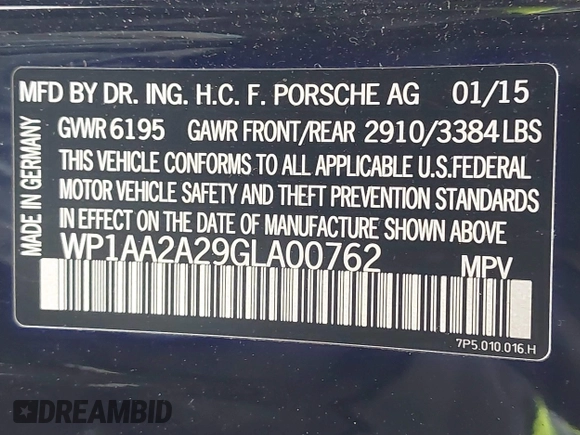 MFD BY DR. ING. H.C. F. PORSCHE AG 01/15
GVWR 6195 GAWR FRONT/REAR 2910/3384 LBS
THIS VEHICLE CONFORMS TO ALL APPLICABLE U.S.FEDERAL
MOTOR VEHICLE SAFETY AND THEFT PREVENTION STANDARDS
IN EFFECT ON THE DATE OF MANUFACTURE SHOWN ABOVE
WP1AA2A29GLA00762 MPV
MADE IN GERMANY
7P5.010.016.H
DREAMBID